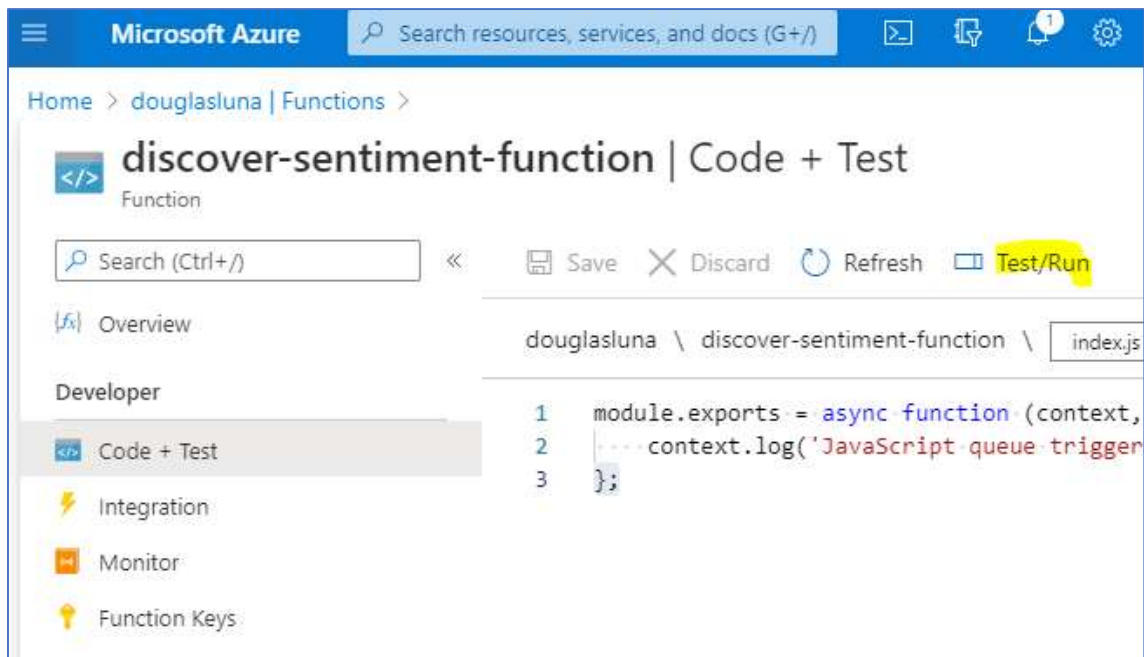 Microsoft Azure Search resources, services, and docs (G+/) 1
Home > douglasluna | Functions >
discover-sentiment-function | Code + Test
Function
Search (Ctrl+/) « Save Discard Refresh Test/Run
{fx} Overview
douglasluna \ discover-sentiment-function \ index.js
Developer
1 module.exports = async function (context,
Code + Test
2 context.log('JavaScript queue trigger
3 };
Integration
Monitor
Function Keys